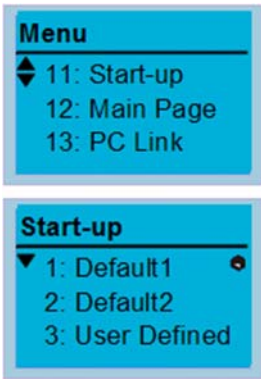 Menu
11: Start-up
12: Main Page
13: PC Link
Start-up
1: Default1
2: Default2
3: User Defined